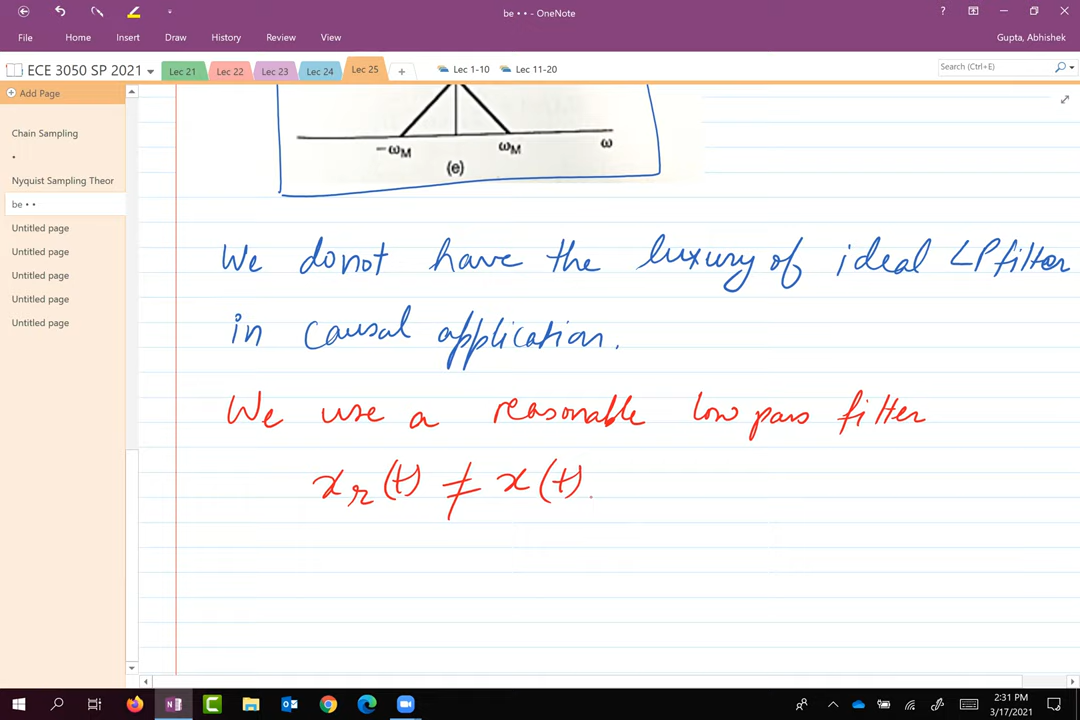 be • • - OneNote
?
File Home Insert Draw History Review View
Gupta, Abhishek
ECE 3050 SP 2021
Lec 21 Lec 22 Lec 23 Lec 24 Lec 25 + Lec 1-10 Lec 11-20
Search (Ctrl+E)
Add Page
Chain Sampling
•
Nyquist Sampling Theor
be • •
Untitled page
Untitled page
Untitled page
Untitled page
Untitled page
-ωM ωM ω
(e)
We donot have the luxury of ideal LP filter
in causal application.
We use a reasonable low pass filter
xr(t) ≠ x(t).
2:31 PM
3/17/2021